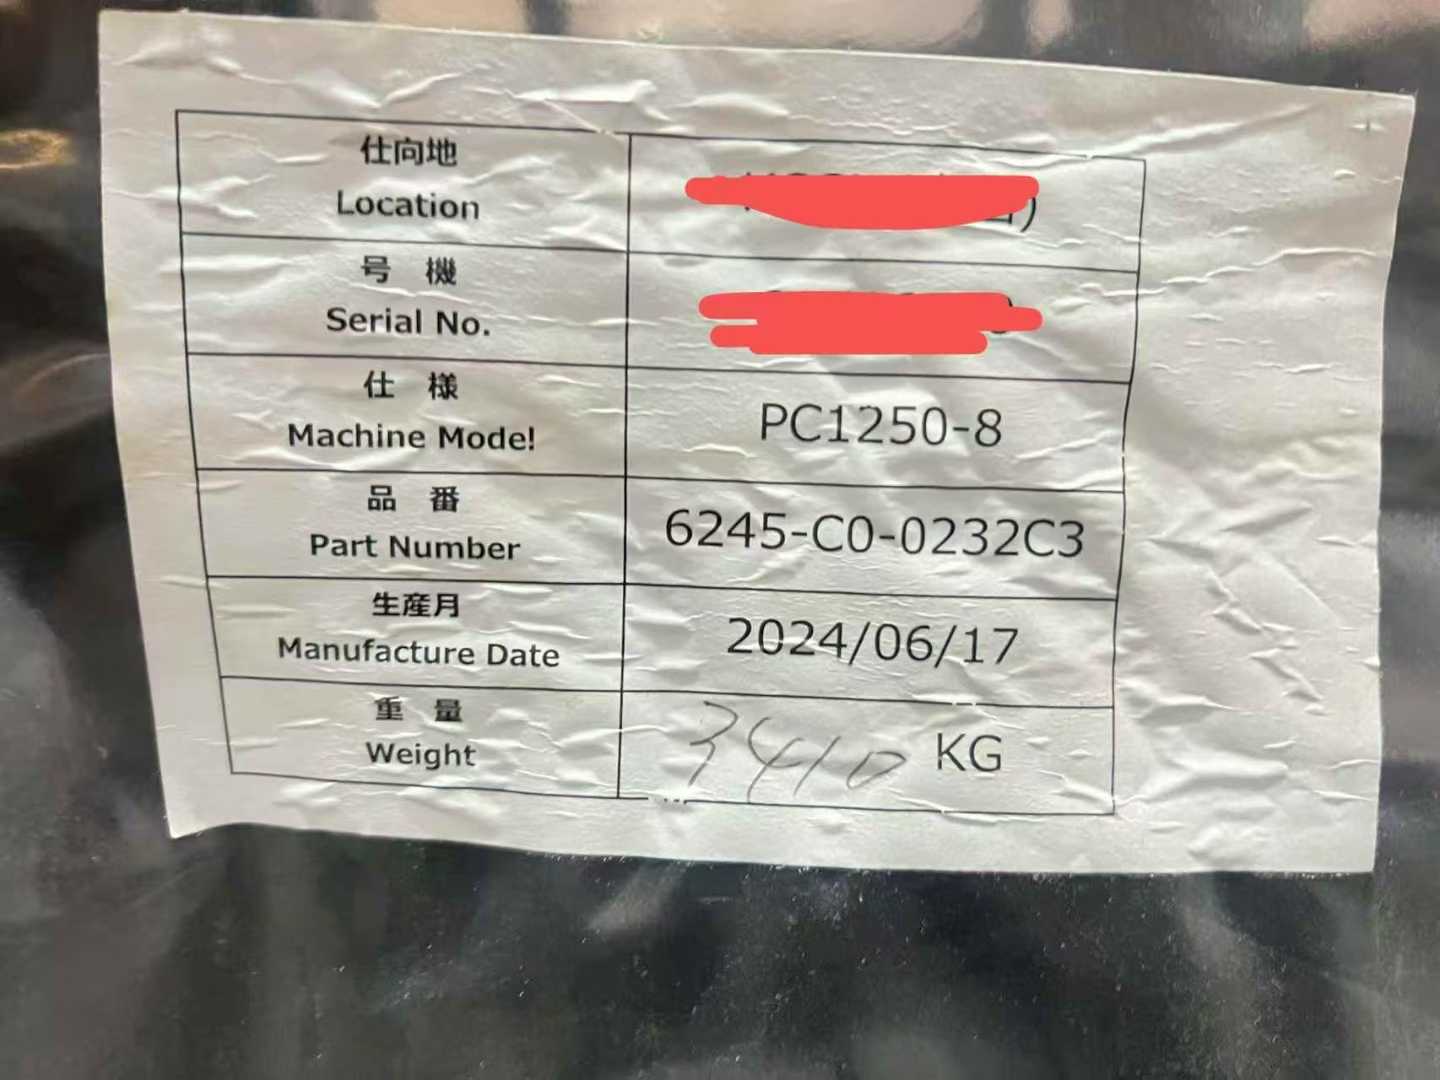 仕向地
Location
号 機
Serial No.
仕 様
Machine Model
PC1250-8
品 番
Part Number
6245-C0-0232C3
生産月
Manufacture Date
2024/06/17
重 量
Weight
3410 KG